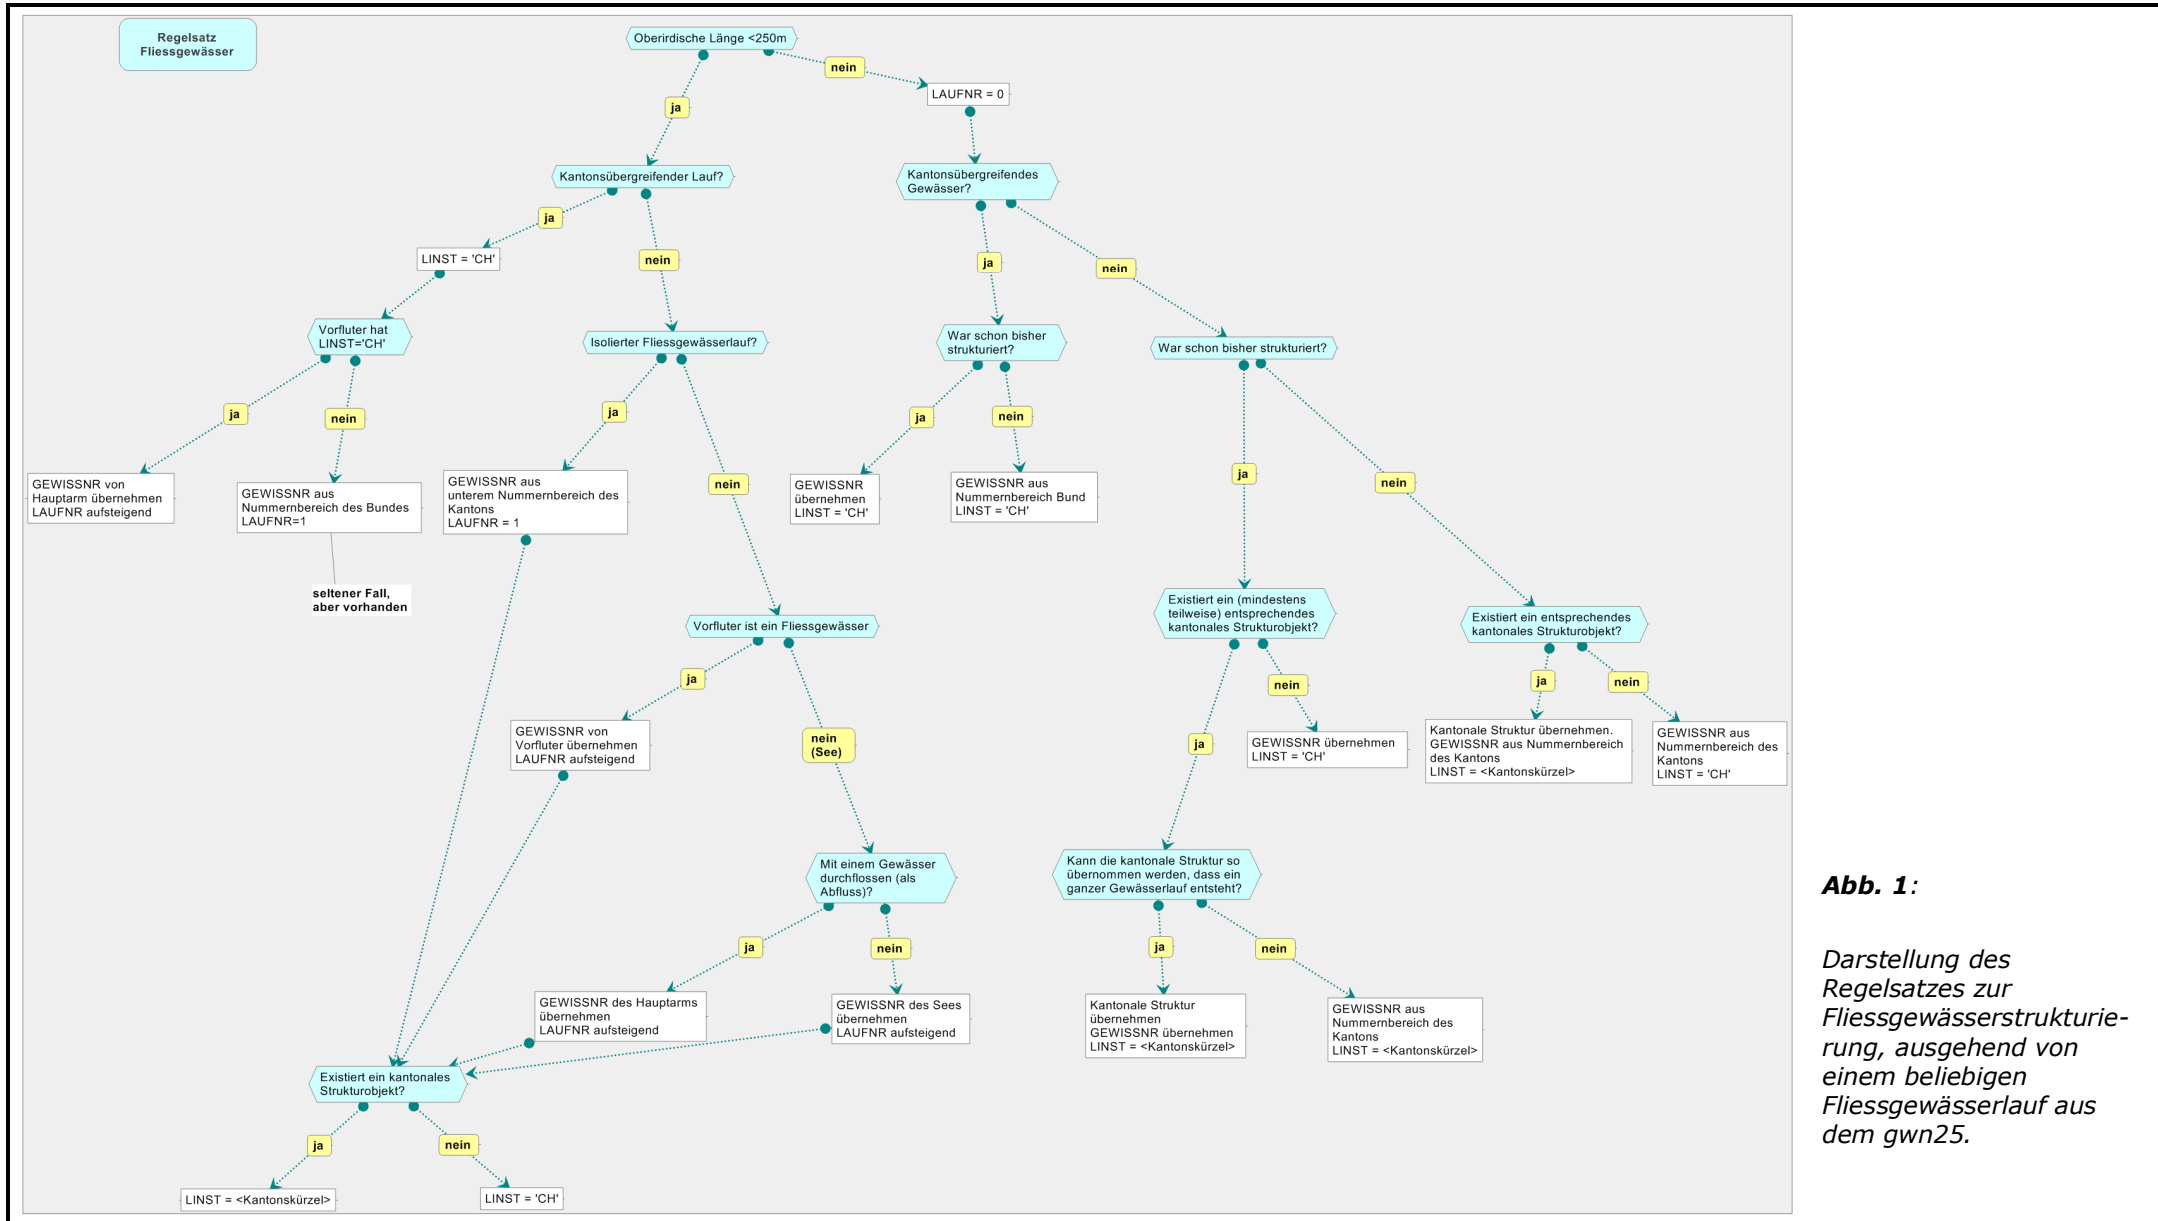 Regelsatz
Fliessgewässer
Oberirdische Länge <250m
nein
ja
LAUFNR = 0
Kantonsübergreifender Lauf?
Kantonsübergreifendes
Gewässer?
ja
nein
ja
nein
LINST = 'CH'
Vorfluter hat
LINST='CH'
Isolierter Fliessgewässerlauf?
War schon bisher
strukturiert?
War schon bisher strukturiert?
ja
nein
ja
nein
ja
nein
ja
nein
GEWISSNR von
Hauptarm übernehmen
LAUFNR aufsteigend
GEWISSNR aus
Nummernbereich des Bundes
LAUFNR=1
GEWISSNR aus
unterem Nummernbereich des
Kantons
LAUFNR = 1
GEWISSNR
übernehmen
LINST = 'CH'
GEWISSNR aus
Nummernbereich Bund
LINST = 'CH'
seltener Fall,
aber vorhanden
Vorfluter ist ein Fliessgewässer
Existiert ein (mindestens
teilweise) entsprechendes
kantonales Strukturobjekt?
Existiert ein entsprechendes
kantonales Strukturobjekt?
ja
nein
(See)
ja
nein
ja
nein
GEWISSNR von
Vorfluter übernehmen
LAUFNR aufsteigend
GEWISSNR übernehmen
LINST = 'CH'
Kantonale Struktur übernehmen.
GEWISSNR aus Nummernbereich
des Kantons
LINST = <Kantonskürzel>
GEWISSNR aus
Nummernbereich des
Kantons
LINST = 'CH'
Mit einem Gewässer
durchflossen (als
Abfluss)?
Kann die kantonale Struktur so
übernommen werden, dass ein
ganzer Gewässerlauf entsteht?
ja
nein
ja
nein
GEWISSNR des Hauptarms
übernehmen
LAUFNR aufsteigend
GEWISSNR des Sees
übernehmen
LAUFNR aufsteigend
Kantonale Struktur
übernehmen
GEWISSNR übernehmen
LINST = <Kantonskürzel>
GEWISSNR aus
Nummernbereich des
Kantons
LINST = <Kantonskürzel>
Existiert ein kantonales
Strukturobjekt?
ja
nein
LINST = <Kantonskürzel>
LINST = 'CH'
Abb. 1:
Darstellung des
Regelsatzes zur
Fliessgewässerstrukturie-
rung, ausgehend von
einem beliebigen
Fliessgewässerlauf aus
dem gwn25.